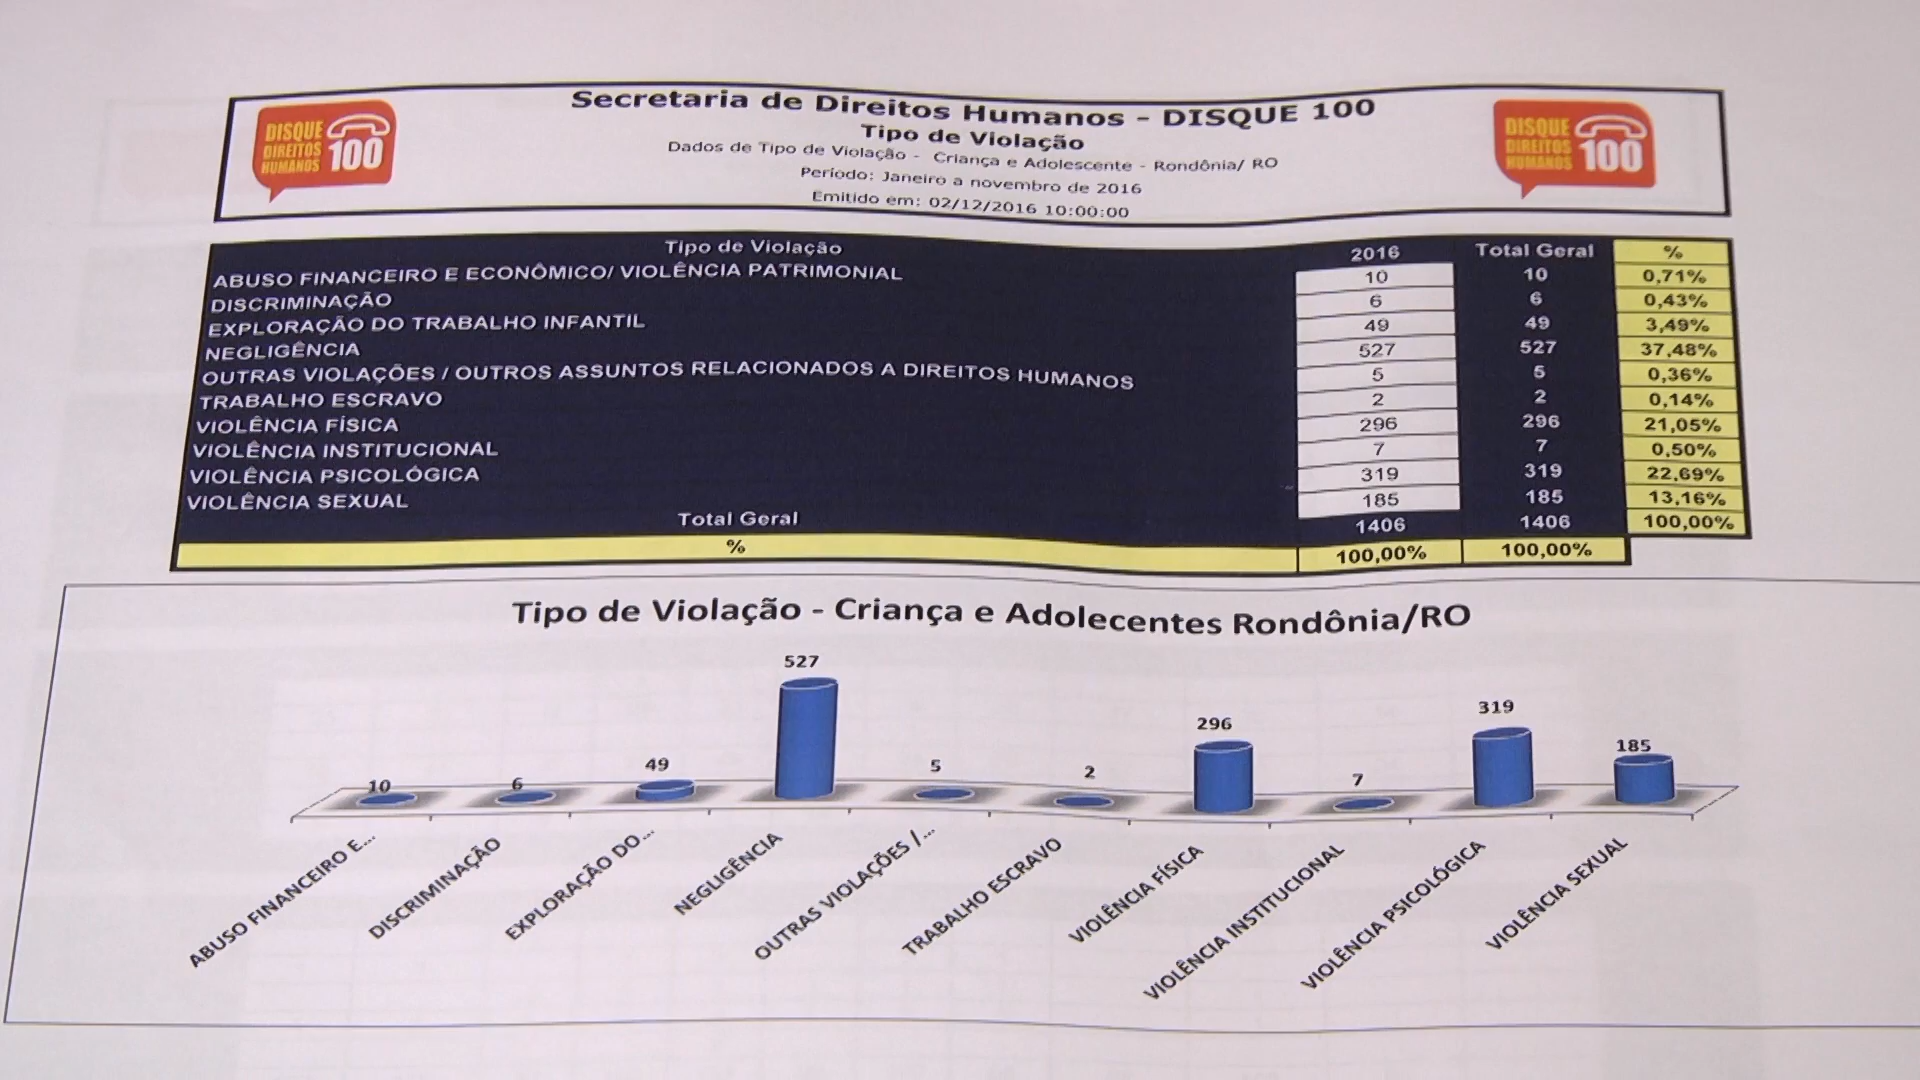 DISQUE
DIREITOS
HUMANOS
100
Secretaria de Direitos Humanos - DISQUE 100
Tipo de Violação
Dados de Tipo de Violação - Criança e Adolescente - Rondônia/ RO
Período: Janeiro a novembro de 2016
Emitido em: 02/12/2016 10:00:00
DISQUE
DIREITOS
HUMANOS
100
Tipo de Violação 2016 Total Geral %
ABUSO FINANCEIRO E ECONÔMICO/ VIOLÊNCIA PATRIMONIAL 10 10 0,71%
DISCRIMINAÇÃO 6 6 0,43%
EXPLORAÇÃO DO TRABALHO INFANTIL 49 49 3,49%
NEGLIGÊNCIA 527 527 37,48%
OUTRAS VIOLAÇÕES / OUTROS ASSUNTOS RELACIONADOS A DIREITOS HUMANOS 5 5 0,36%
TRABALHO ESCRAVO 2 2 0,14%
VIOLÊNCIA FÍSICA 296 296 21,05%
VIOLÊNCIA INSTITUCIONAL 7 7 0,50%
VIOLÊNCIA PSICOLÓGICA 319 319 22,69%
VIOLÊNCIA SEXUAL 185 185 13,16%
Total Geral 1406 1406 100,00%
% 100,00% 100,00%
Tipo de Violação - Criança e Adolecentes Rondônia/RO
10 6 49 527 5 2 296 7 319 185
ABUSO FINANCEIRO E...
DISCRIMINAÇÃO
EXPLORAÇÃO DO...
NEGLIGÊNCIA
OUTRAS VIOLAÇÕES /...
TRABALHO ESCRAVO
VIOLÊNCIA FÍSICA
VIOLÊNCIA INSTITUCIONAL
VIOLÊNCIA PSICOLÓGICA
VIOLÊNCIA SEXUAL